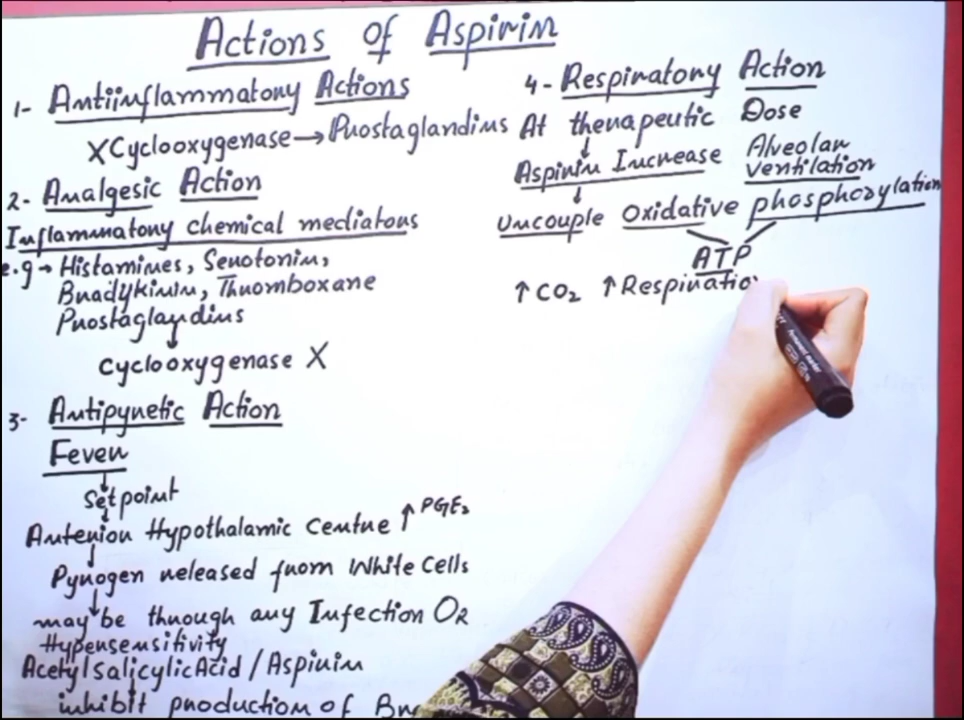 Actions of Aspirin
1- Antiinflammatory Actions
XCyclooxygenase→Prostaglandins
2- Analgesic Action
Inflammatory chemical mediators
e.g → Histamines, Serotonin,
Bradykinin, Thromboxane
Prostaglandins
↓
cyclooxygenase X
3- Antipyretic Action
Fever
↓
Set point
↓
Anterior Hypothalamic Centre ↑ PGE₂
↓
Pyrogen released from White Cells
↓
may be through any Infection OR
Hypersensitivity
Acetyl Salicylic Acid / Aspirin
↓
inhibit production of
4- Respiratory Action
At therapeutic Dose
↓
Aspirin Increase Alveolar ventilation
↓
Uncouple Oxidative phosphorylation
ATP
↑ CO₂ ↑ Respiratio